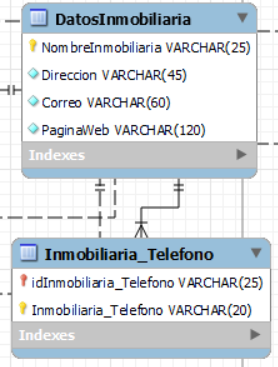 DatosInmobiliaria
NombreInmobiliaria VARCHAR(25)
Direccion VARCHAR(45)
Correo VARCHAR(60)
PaginaWeb VARCHAR(120)
Indexes
Inmobiliaria_Telefono
idInmobiliaria_Telefono VARCHAR(25)
Inmobiliaria_Telefono VARCHAR(20)
Indexes